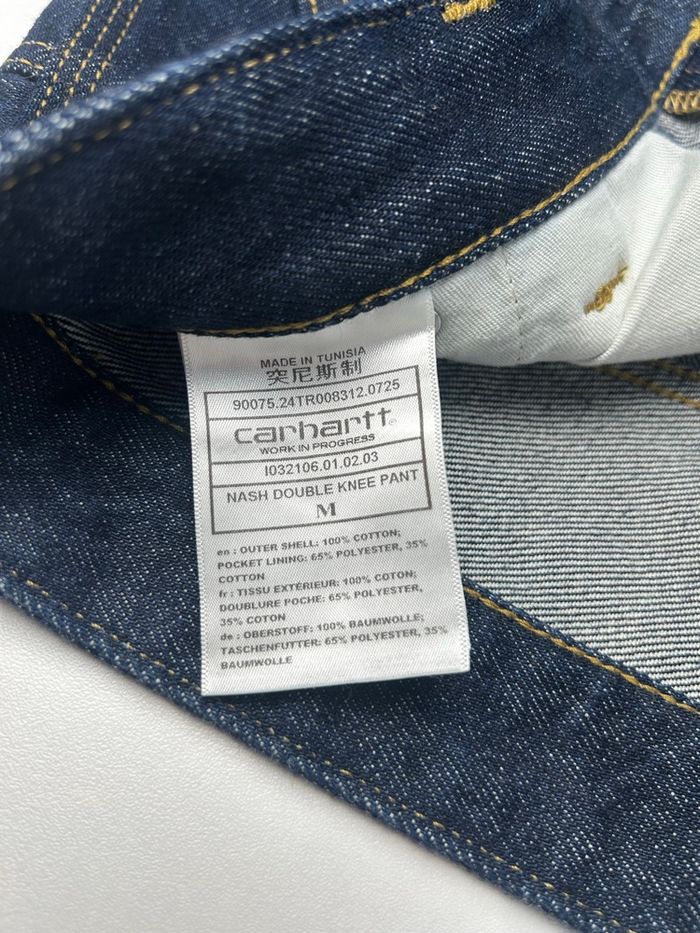 MADE IN TUNISIA
突尼斯制
90075.24TR008312.0725
carhartt®
WORK IN PROGRESS
I032106.01.02.03
NASH DOUBLE KNEE PANT
M
en : OUTER SHELL: 100% COTTON;
POCKET LINING: 65% POLYESTER, 35%
COTTON
fr : TISSU EXTÉRIEUR: 100% COTON;
DOUBLURE POCHE: 65% POLYESTER,
35% COTON
de : OBERSTOFF: 100% BAUMWOLLE;
TASCHENFUTTER: 65% POLYESTER, 35%
BAUMWOLLE